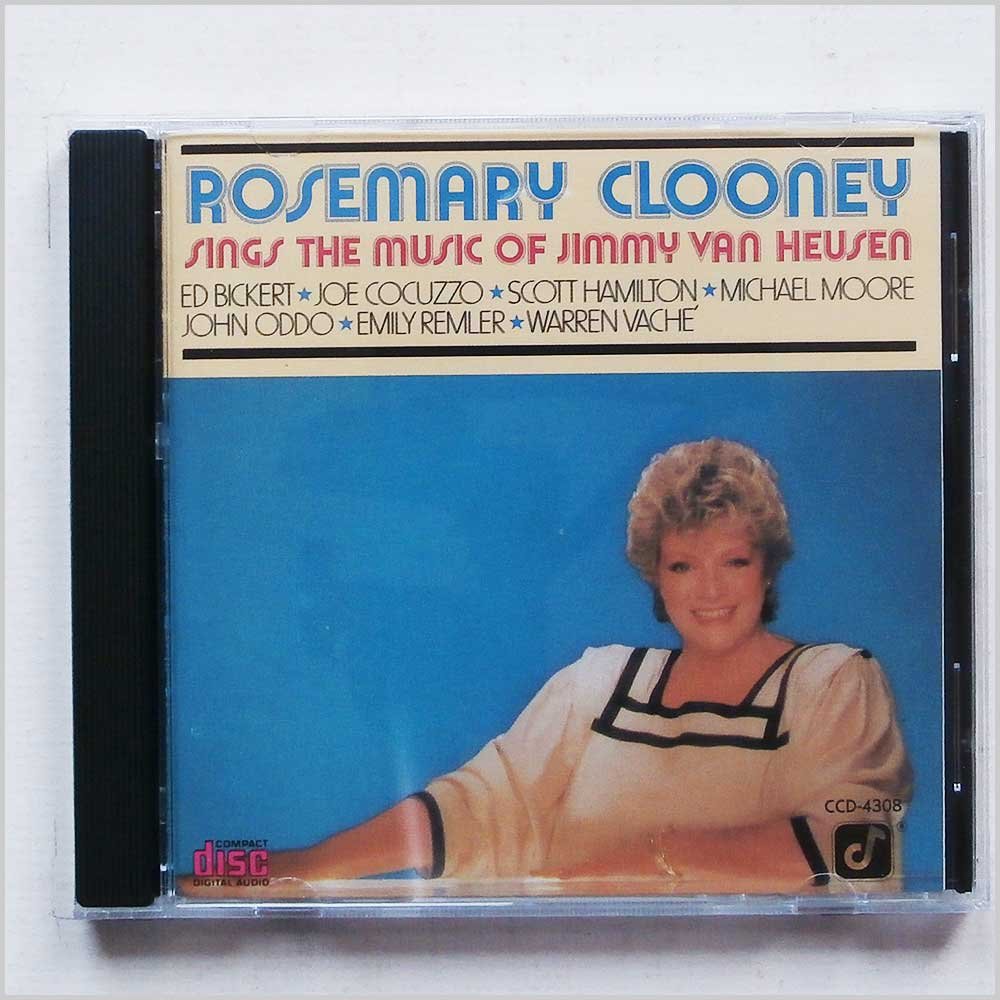 ROSEMARY CLOONEY
SINGS THE MUSIC OF JIMMY VAN HEUSEN
ED BICKERT★JOE COCUZZO★SCOTT HAMILTON★MICHAEL MOORE
JOHN ODDO★EMILY REMLER★WARREN VACHÉ
CCD-4308
®
COMPACT
disc
DIGITAL AUDIO